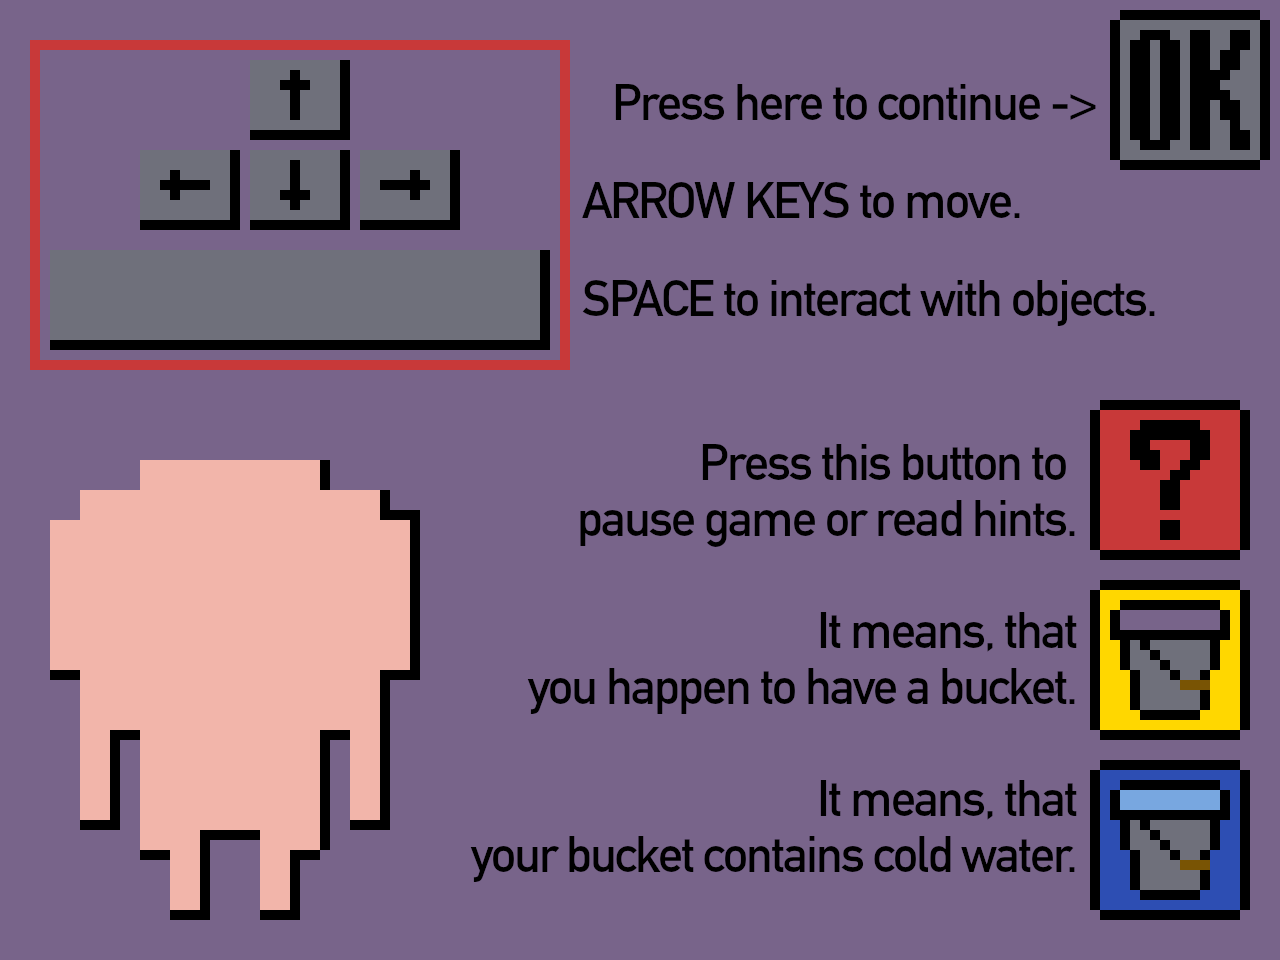 Press here to continue ->
OK
ARROW KEYS to move.
SPACE to interact with objects.
Press this button to
pause game or read hints.
?
It means, that
you happen to have a bucket.
It means, that
your bucket contains cold water.